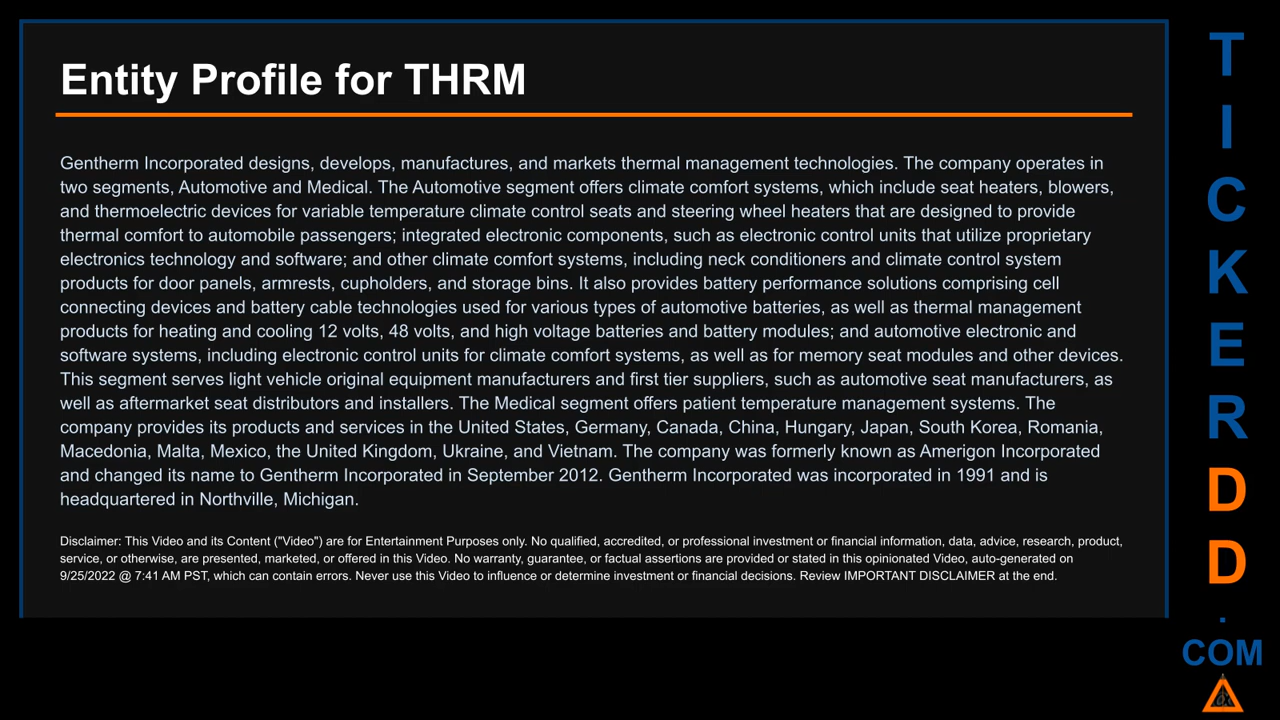 Entity Profile for THRM
Gentherm Incorporated designs, develops, manufactures, and markets thermal management technologies. The company operates in
two segments, Automotive and Medical. The Automotive segment offers climate comfort systems, which include seat heaters, blowers,
and thermoelectric devices for variable temperature climate control seats and steering wheel heaters that are designed to provide
thermal comfort to automobile passengers; integrated electronic components, such as electronic control units that utilize proprietary
electronics technology and software; and other climate comfort systems, including neck conditioners and climate control system
products for door panels, armrests, cupholders, and storage bins. It also provides battery performance solutions comprising cell
connecting devices and battery cable technologies used for various types of automotive batteries, as well as thermal management
products for heating and cooling 12 volts, 48 volts, and high voltage batteries and battery modules; and automotive electronic and
software systems, including electronic control units for climate comfort systems, as well as for memory seat modules and other devices.
This segment serves light vehicle original equipment manufacturers and first tier suppliers, such as automotive seat manufacturers, as
well as aftermarket seat distributors and installers. The Medical segment offers patient temperature management systems. The
company provides its products and services in the United States, Germany, Canada, China, Hungary, Japan, South Korea, Romania,
Macedonia, Malta, Mexico, the United Kingdom, Ukraine, and Vietnam. The company was formerly known as Amerigon Incorporated
and changed its name to Gentherm Incorporated in September 2012. Gentherm Incorporated was incorporated in 1991 and is
headquartered in Northville, Michigan.
Disclaimer: This Video and its Content ("Video") are for Entertainment Purposes only. No qualified, accredited, or professional investment or financial information, data, advice, research, product,
service, or otherwise, are presented, marketed, or offered in this Video. No warranty, guarantee, or factual assertions are provided or stated in this opinionated Video, auto-generated on
9/25/2022 @ 7:41 AM PST, which can contain errors. Never use this Video to influence or determine investment or financial decisions. Review IMPORTANT DISCLAIMER at the end.
T
I
C
K
E
R
D
D
.
COM